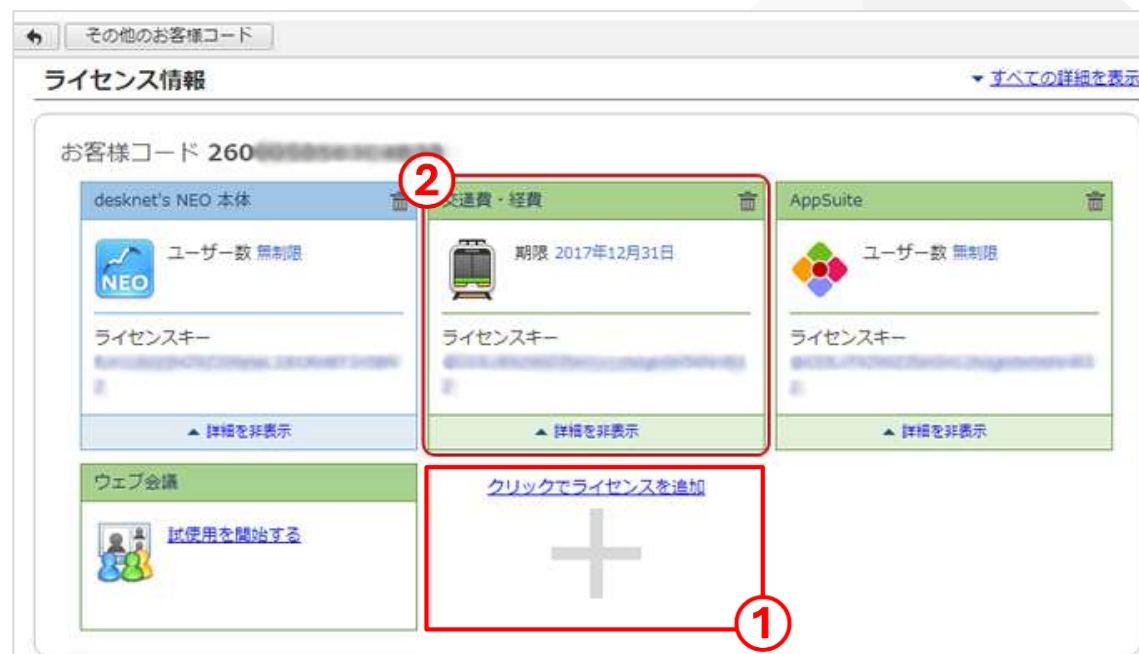 その他のお客様コード
ライセンス情報
すべての詳細を表示
お客様コード 260
②
desknet's NEO 本体
交通費・経費
AppSuite
NEO
ユーザー数 無制限
期限 2017年12月31日
ユーザー数 無制限
ライセンスキー
ライセンスキー
ライセンスキー
詳細を非表示
詳細を非表示
詳細を非表示
ウェブ会議
クリックでライセンスを追加
試使用を開始する
①